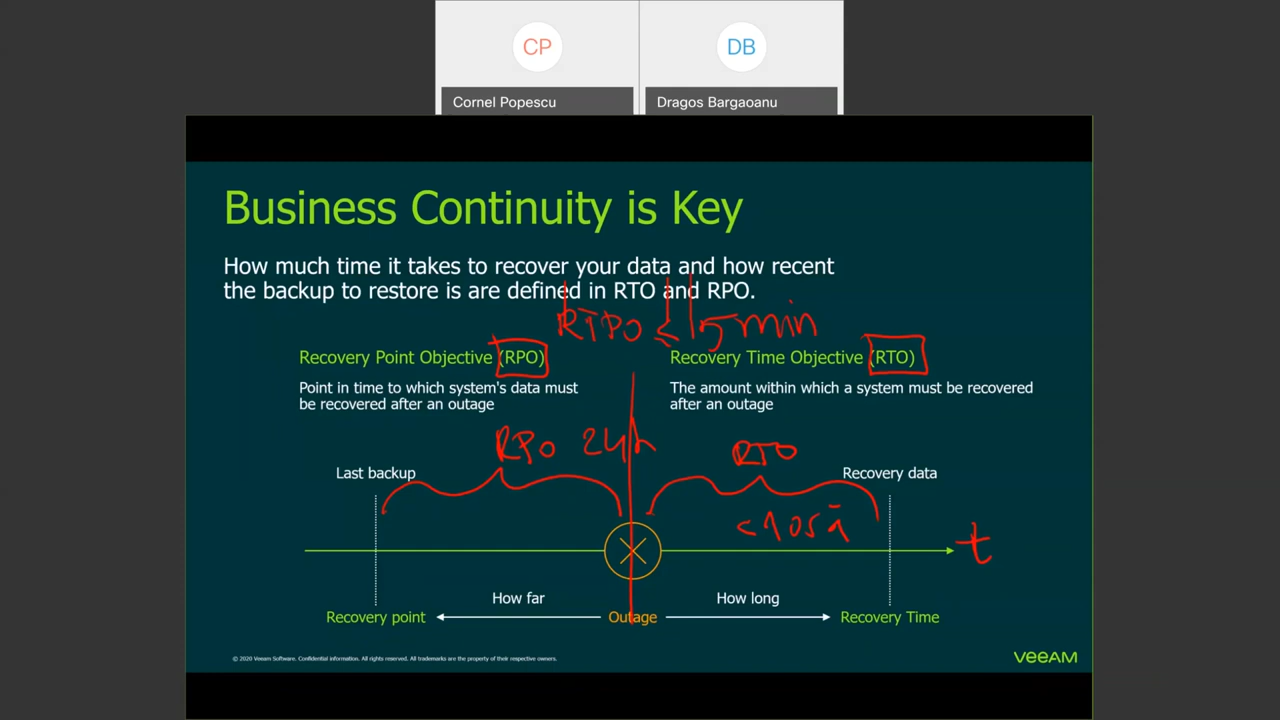 CP
DB
Cornel Popescu
Dragos Bargaoanu
Business Continuity is Key
How much time it takes to recover your data and how recent
the backup to restore is are defined in RTO and RPO.
RTPO < 15 min
Recovery Point Objective (RPO)
Recovery Time Objective (RTO)
Point in time to which system's data must
be recovered after an outage
The amount within which a system must be recovered
after an outage
RPO 24h
RTO
Last backup
Recovery data
t
How far
How long
Recovery point
Outage
Recovery Time
© 2020 Veeam Software. Confidential information. All rights reserved. All trademarks are the property of their respective owners.
VEEAM